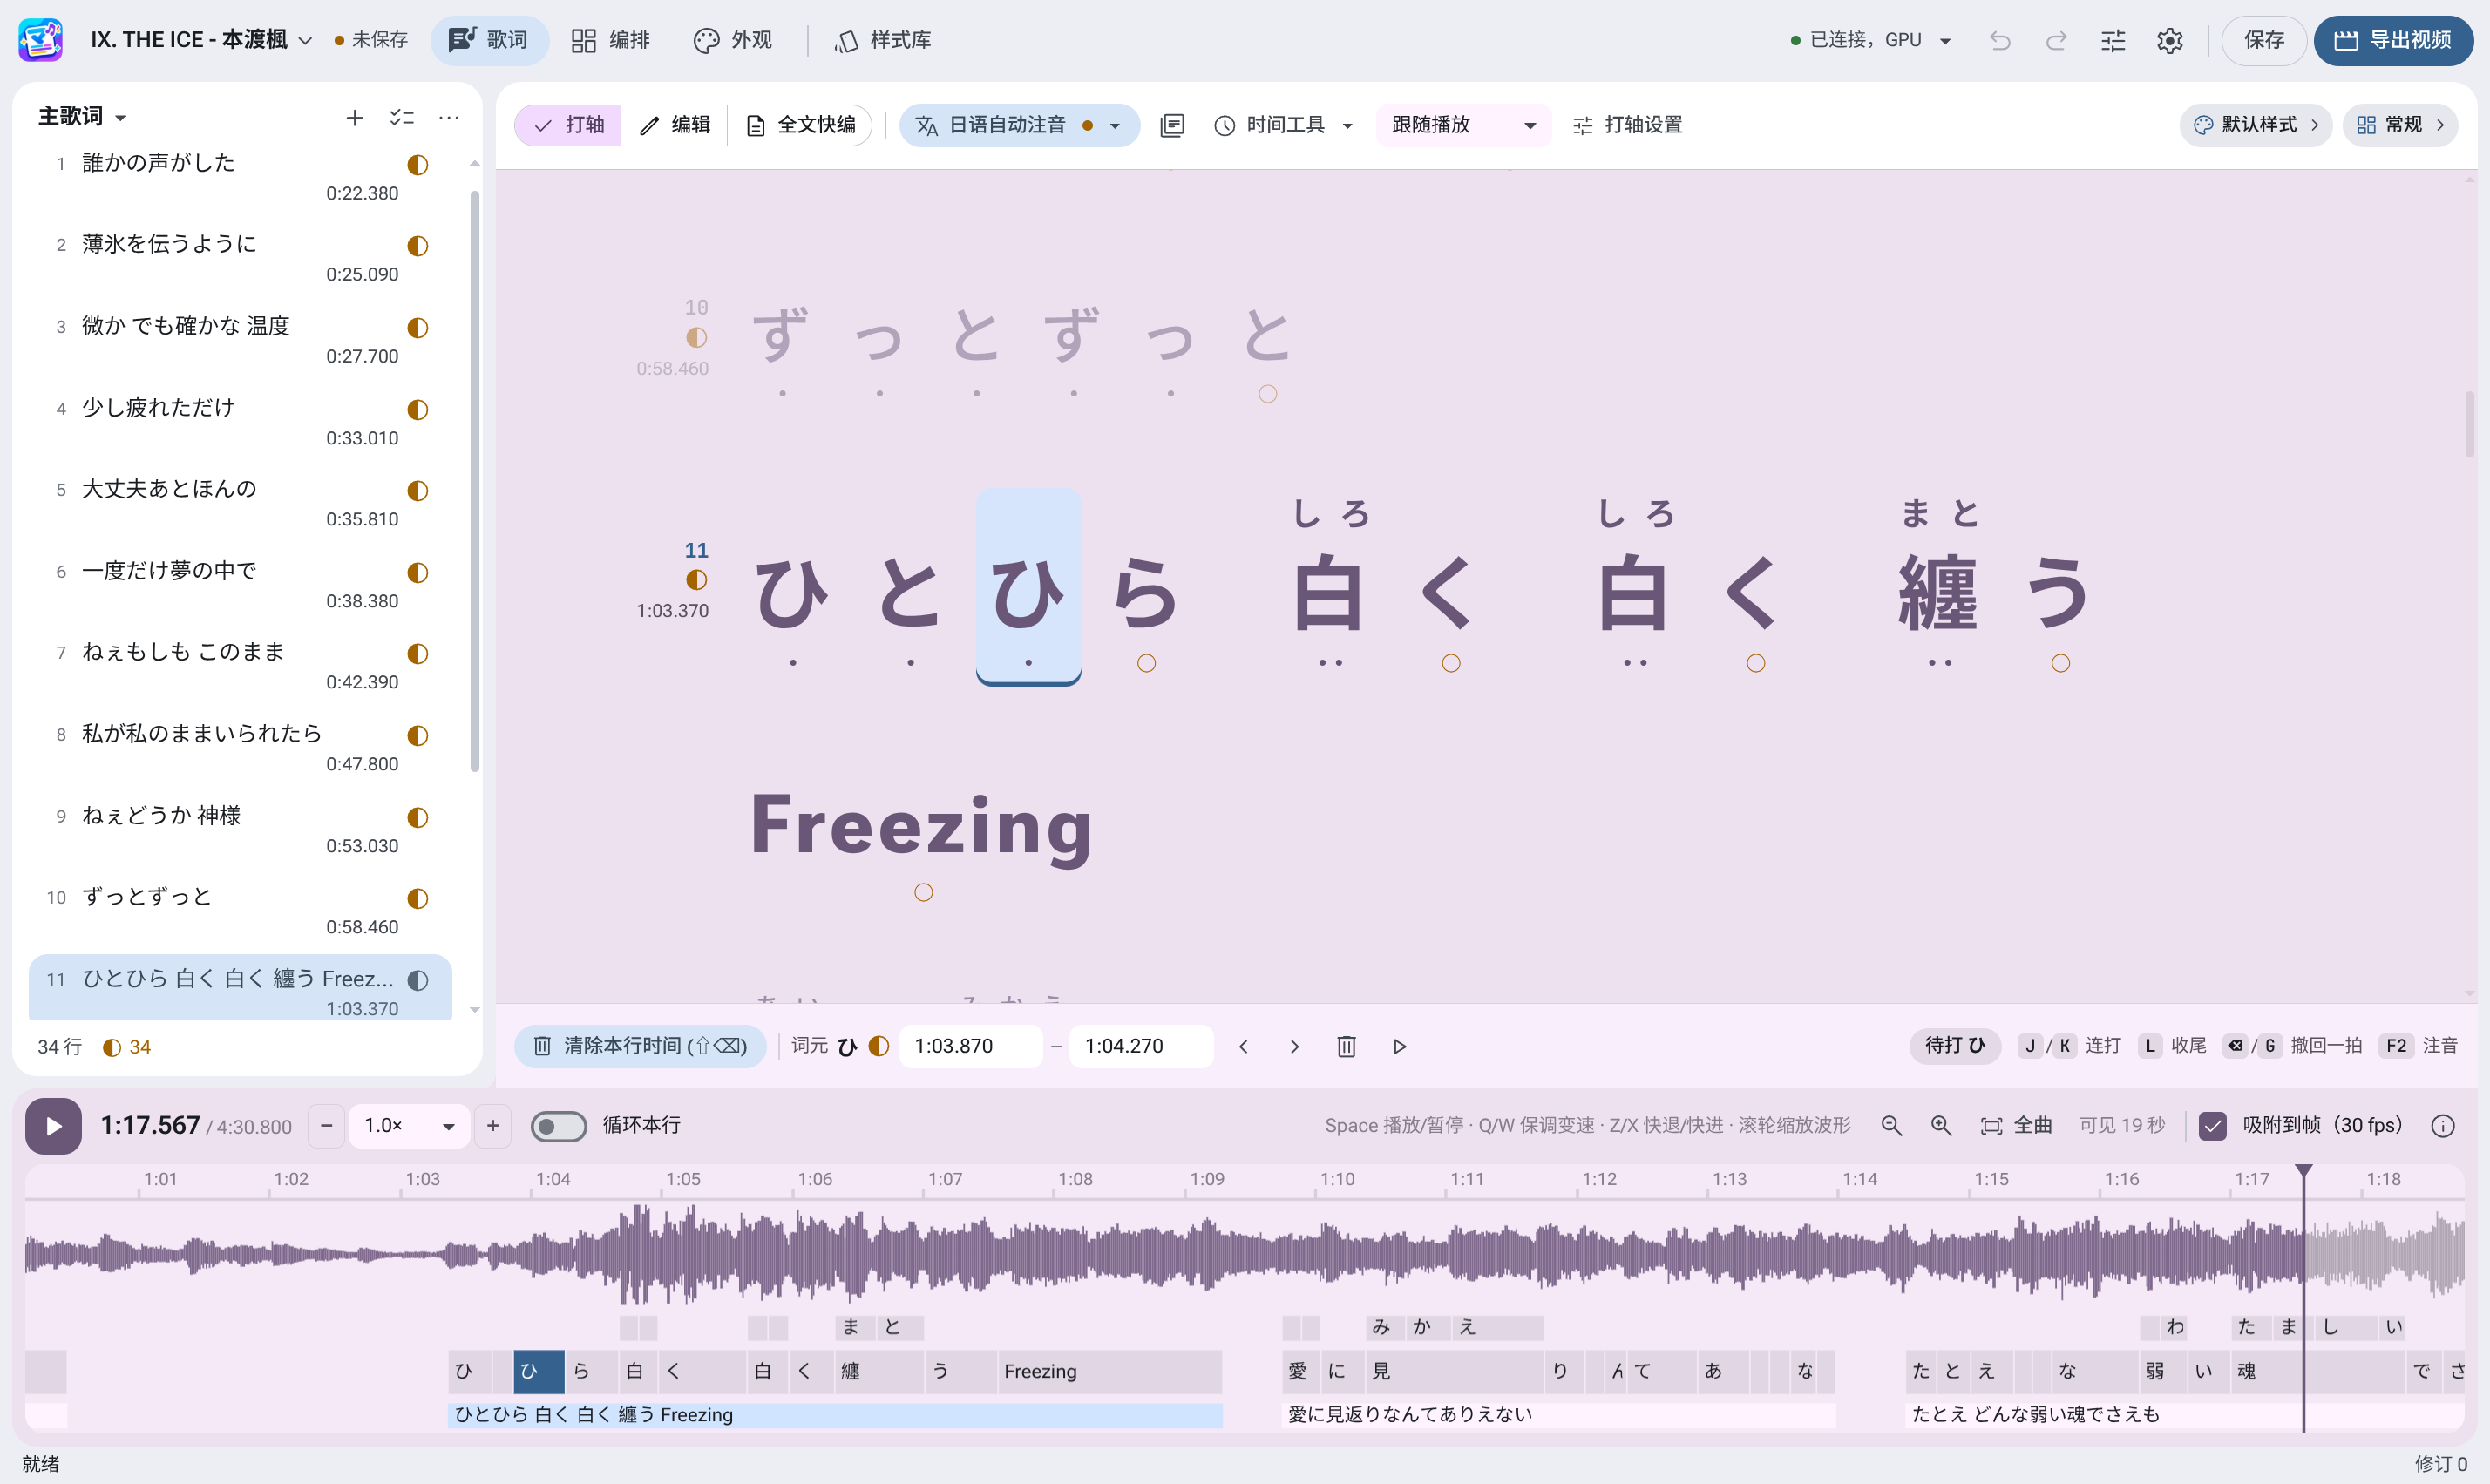 IX. THE ICE - 本渡楓 未保存 歌词 编排 外观 样式库 已连接，GPU 保存 导出视频
主歌词
1 誰かの声がした
0:22.380
2 薄氷を伝うように
0:25.090
3 微か でも確かな 温度
0:27.700
4 少し疲れただけ
0:33.010
5 大丈夫あとほんの
0:35.810
6 一度だけ夢の中で
0:38.380
7 ねぇもしも このまま
0:42.390
8 私が私のままいられたら
0:47.800
9 ねぇどうか 神様
0:53.030
10 ずっとずっと
0:58.460
11 ひとひら 白く 白く 纏う Freez...
1:03.370
34 行 34
打轴 编辑 全文快编 日语自动注音 时间工具 跟随播放 打轴设置 默认样式 常规
10
ずっとずっと
0:58.460
しろ しろ まと
11
ひとひら 白く 白く 纏う
1:03.370
Freezing
清除本行时间 (⇧⌫) 词元 ひ 1:03.870 – 1:04.270 待打 ひ J / K 连打 L 收尾 ⌫ / G 撤回一拍 F2 注音
1:17.567 / 4:30.800 − 1.0× + 循环本行 Space 播放/暂停 · Q/W 保调变速 · Z/X 快退/快进 · 滚轮缩放波形 全曲 可见 19 秒 吸附到帧（30 fps）
1:01 1:02 1:03 1:04 1:05 1:06 1:07 1:08 1:09 1:10 1:11 1:12 1:13 1:14 1:15 1:16 1:17 1:18
ま と み か え わ た ま し い
ひ ひ ら 白 く 白 く 纏 う Freezing 愛 に 見 り ん て あ な た と え な 弱 い 魂 で さ
ひとひら 白く 白く 纏う Freezing 愛に見返りなんてありえない たとえ どんな弱い魂でさえも
就绪 修订 0